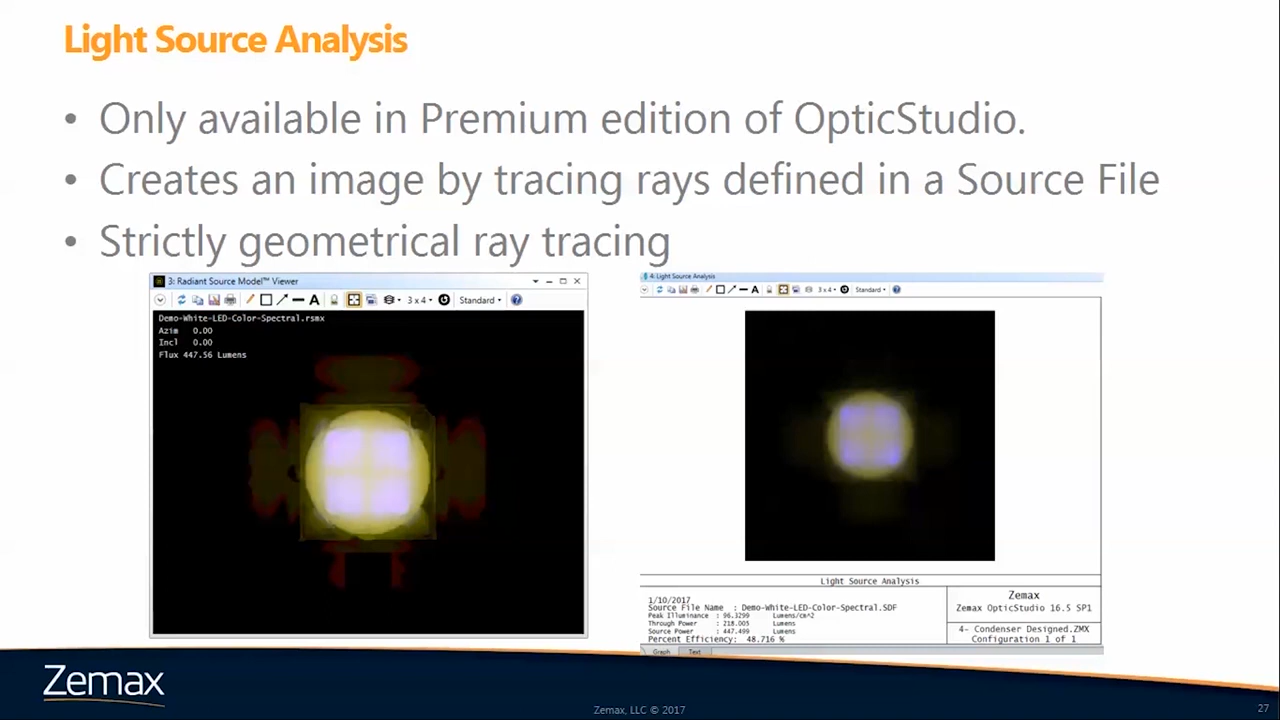 Light Source Analysis
• Only available in Premium edition of OpticStudio.
• Creates an image by tracing rays defined in a Source File
• Strictly geometrical ray tracing
3: Radiant Source Model™ Viewer
A 3 x 4 Standard
Demo-White-LED-Color-Spectral.rsmx
Azim 0.00
Incl 0.00
Flux 447.56 Lumens
4: Light Source Analysis
A 3 x 4 Standard
Light Source Analysis
1/10/2017
Source File Name : Demo-White-LED-Color-Spectral.SDF
Peak Illuminance : 96.3299 Lumens/cm^2
Through Power : 218.005 Lumens
Source Power : 447.499 Lumens
Percent Efficiency: 48.716 %
Zemax
Zemax OpticStudio 16.5 SP1
4- Condenser Designed.ZMX
Configuration 1 of 1
Graph Text
Zemax
Zemax, LLC © 2017
27